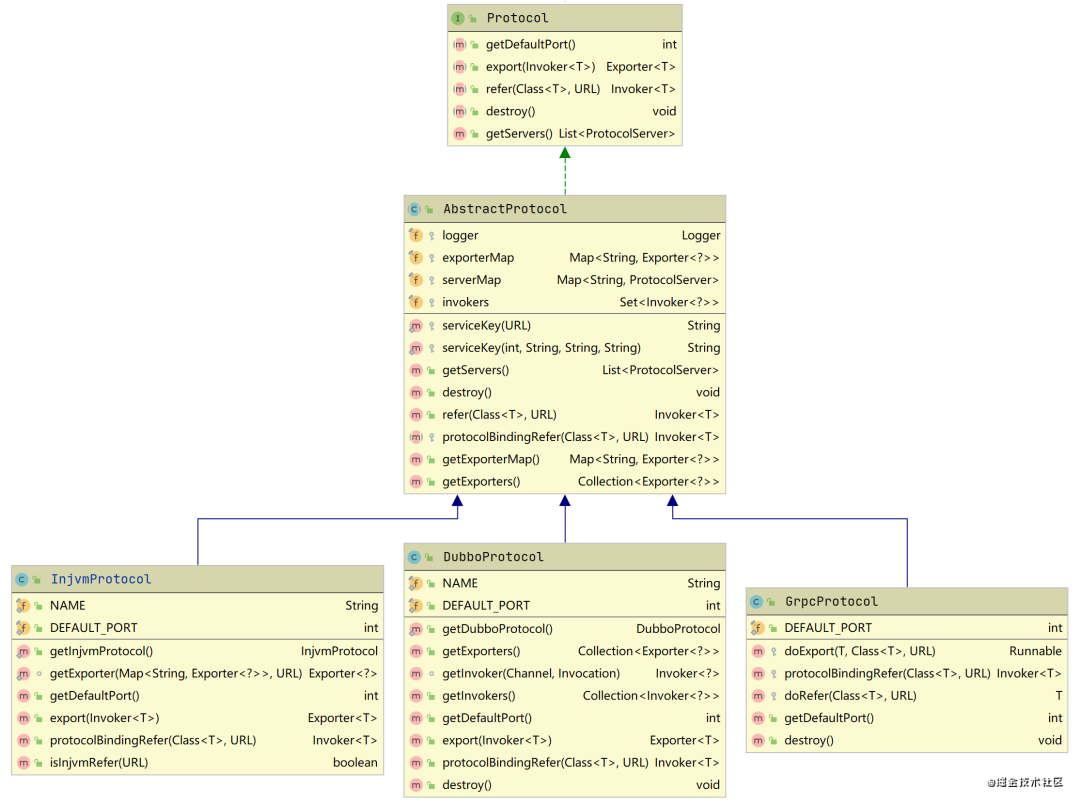 Protocol
getDefaultPort() int
export(Invoker<T>) Exporter<T>
refer(Class<T>, URL) Invoker<T>
destroy() void
getServers() List<ProtocolServer>
AbstractProtocol
logger Logger
exporterMap Map<String, Exporter<?>>
serverMap Map<String, ProtocolServer>
invokers Set<Invoker<?>>
serviceKey(URL) String
serviceKey(int, String, String, String) String
getServers() List<ProtocolServer>
destroy() void
refer(Class<T>, URL) Invoker<T>
protocolBindingRefer(Class<T>, URL) Invoker<T>
getExporterMap() Map<String, Exporter<?>>
getExporters() Collection<Exporter<?>>
InjvmProtocol
NAME String
DEFAULT_PORT int
getInjvmProtocol() InjvmProtocol
getExporter(Map<String, Exporter<?>>, URL) Exporter<?>
getDefaultPort() int
export(Invoker<T>) Exporter<T>
protocolBindingRefer(Class<T>, URL) Invoker<T>
isInjvmRefer(URL) boolean
DubboProtocol
NAME String
DEFAULT_PORT int
getDubboProtocol() DubboProtocol
getExporters() Collection<Exporter<?>>
getInvoker(Channel, Invocation) Invoker<?>
getInvokers() Collection<Invoker<?>>
getDefaultPort() int
export(Invoker<T>) Exporter<T>
protocolBindingRefer(Class<T>, URL) Invoker<T>
destroy() void
GrpcProtocol
DEFAULT_PORT int
doExport(T, Class<T>, URL) Runnable
protocolBindingRefer(Class<T>, URL) Invoker<T>
doRefer(Class<T>, URL) T
getDefaultPort() int
destroy() void
@掘金技术社区